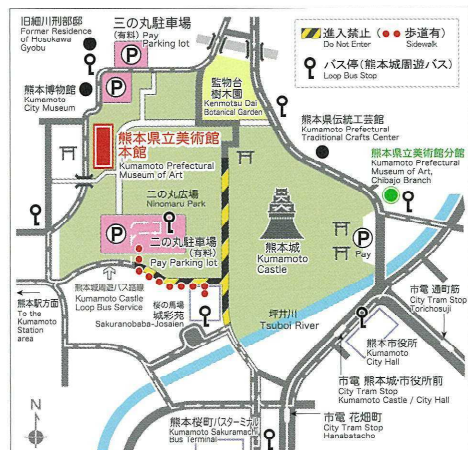 旧細川刑部邸
Former Residence
of Hosukawa
Gyobu
三の丸駐車場
(有料) Pay
Parking lot
P
P
進入禁止
Do Not Enter
歩道有
Sidewalk
バス停(熊本城周遊バス)
Loop Bus Stop
熊本博物館
Kumamoto
City Museum
監物台
樹木園
Kenmotsu Dai
Botanical Garden
熊本県伝統工芸館
Kumamoto Prefectural
Traditional Crafts Center
熊本県立美術館
本館
Kumamoto Prefectural
Museum of Art
熊本県立美術館分館
Kumamoto Prefectural
Museum of Art,
Chibajo Branch
二の丸広場
Ninomaru Park
P
二の丸駐車場
(有料)
Pay Parking lot
熊本城
Kumamoto
Castle
P
Pay
熊本城周遊バス路線
Kumamoto Castle
Loop Bus Service
桜の馬場
城彩苑
Sakuranobaba-Josaien
坪井川
Tsuboi River
熊本駅方面
To the
Kumamoto
Station
area
市電 通町筋
City Tram Stop
Torichosuji
熊本市役所
Kumamoto
City Hall
市電 熊本城・市役所前
City Tram Stop
Kumamoto Castle / City Hall
市電 花畑町
City Tram Stop
Hanabatacho
熊本桜町バスターミナル
Kumamoto Sakuramachi
Bus Terminal
N